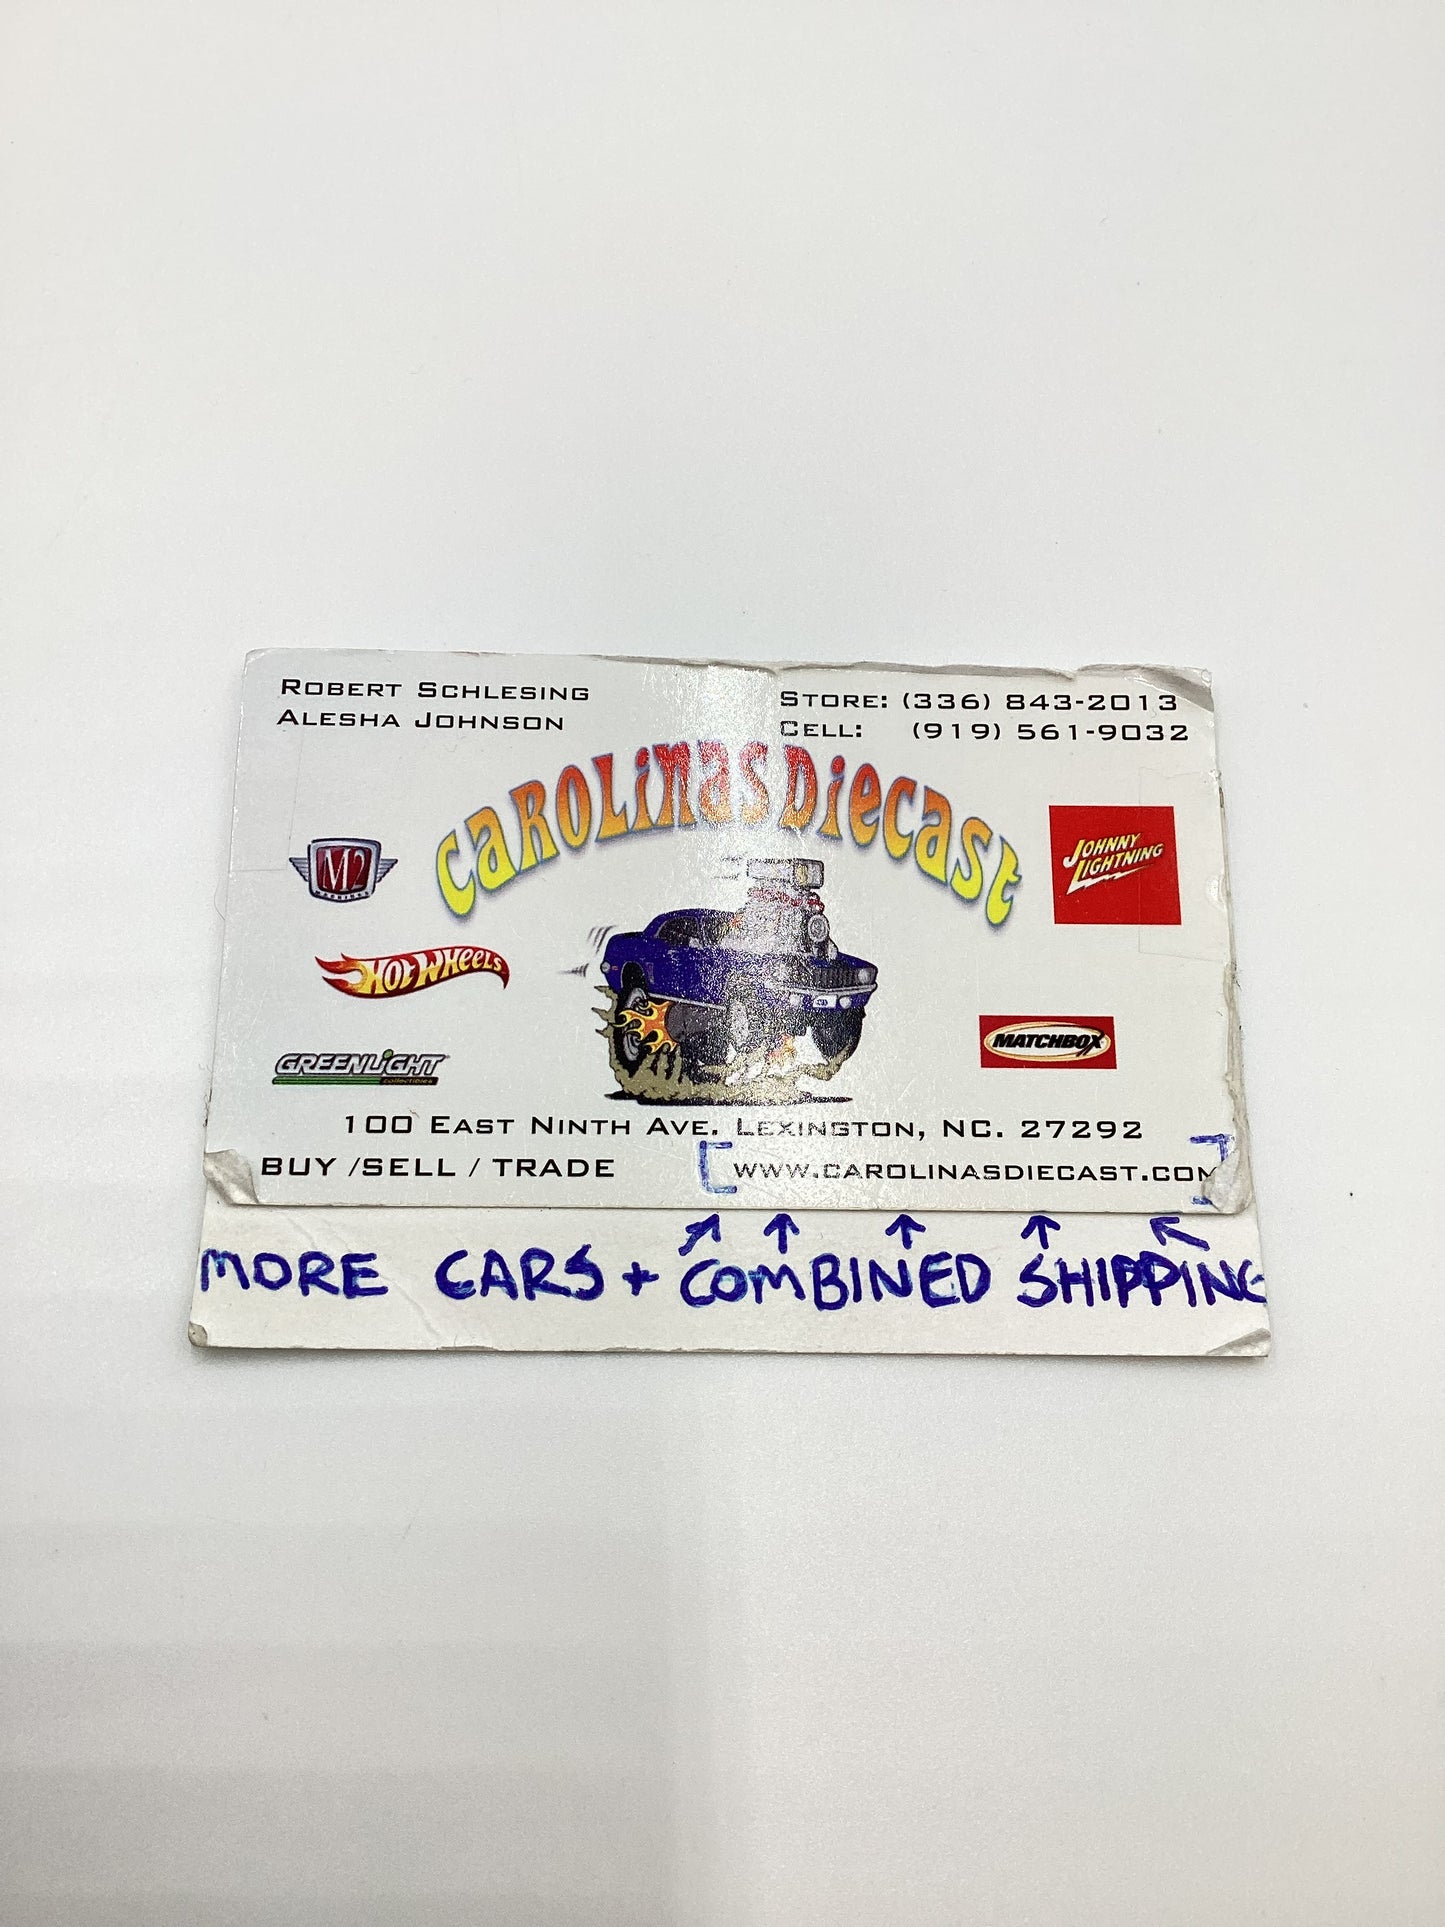 ROBERT SCHLESING
ALESHA JOHNSON
STORE: (336) 843-2013
CELL: (919) 561-9032
CAROLINAS DIECAST
M2
MACHINES
JOHNNY
LIGHTNING
HOT WHEELS
MATCHBOX
GREENLIGHT
collectibles
100 EAST NINTH AVE. LEXINGTON, NC. 27292
BUY /SELL / TRADE
[WWW.CAROLINASDIECAST.COM]
MORE CARS + COMBINED SHIPPING